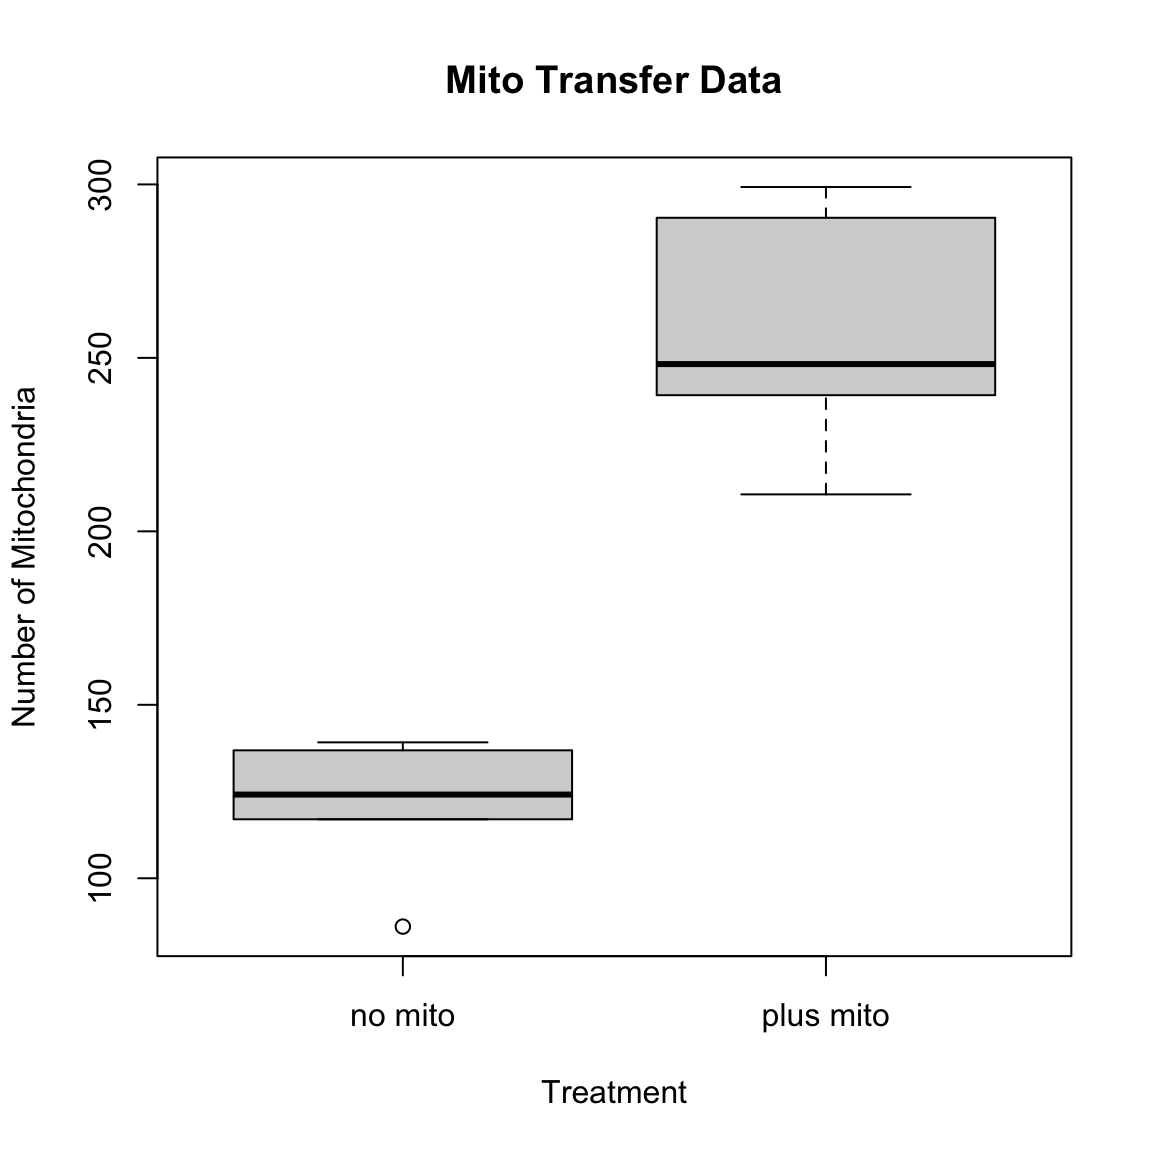 Mito Transfer Data
300
250
200
150
100
Number of Mitochondria
no mito
plus mito
Treatment